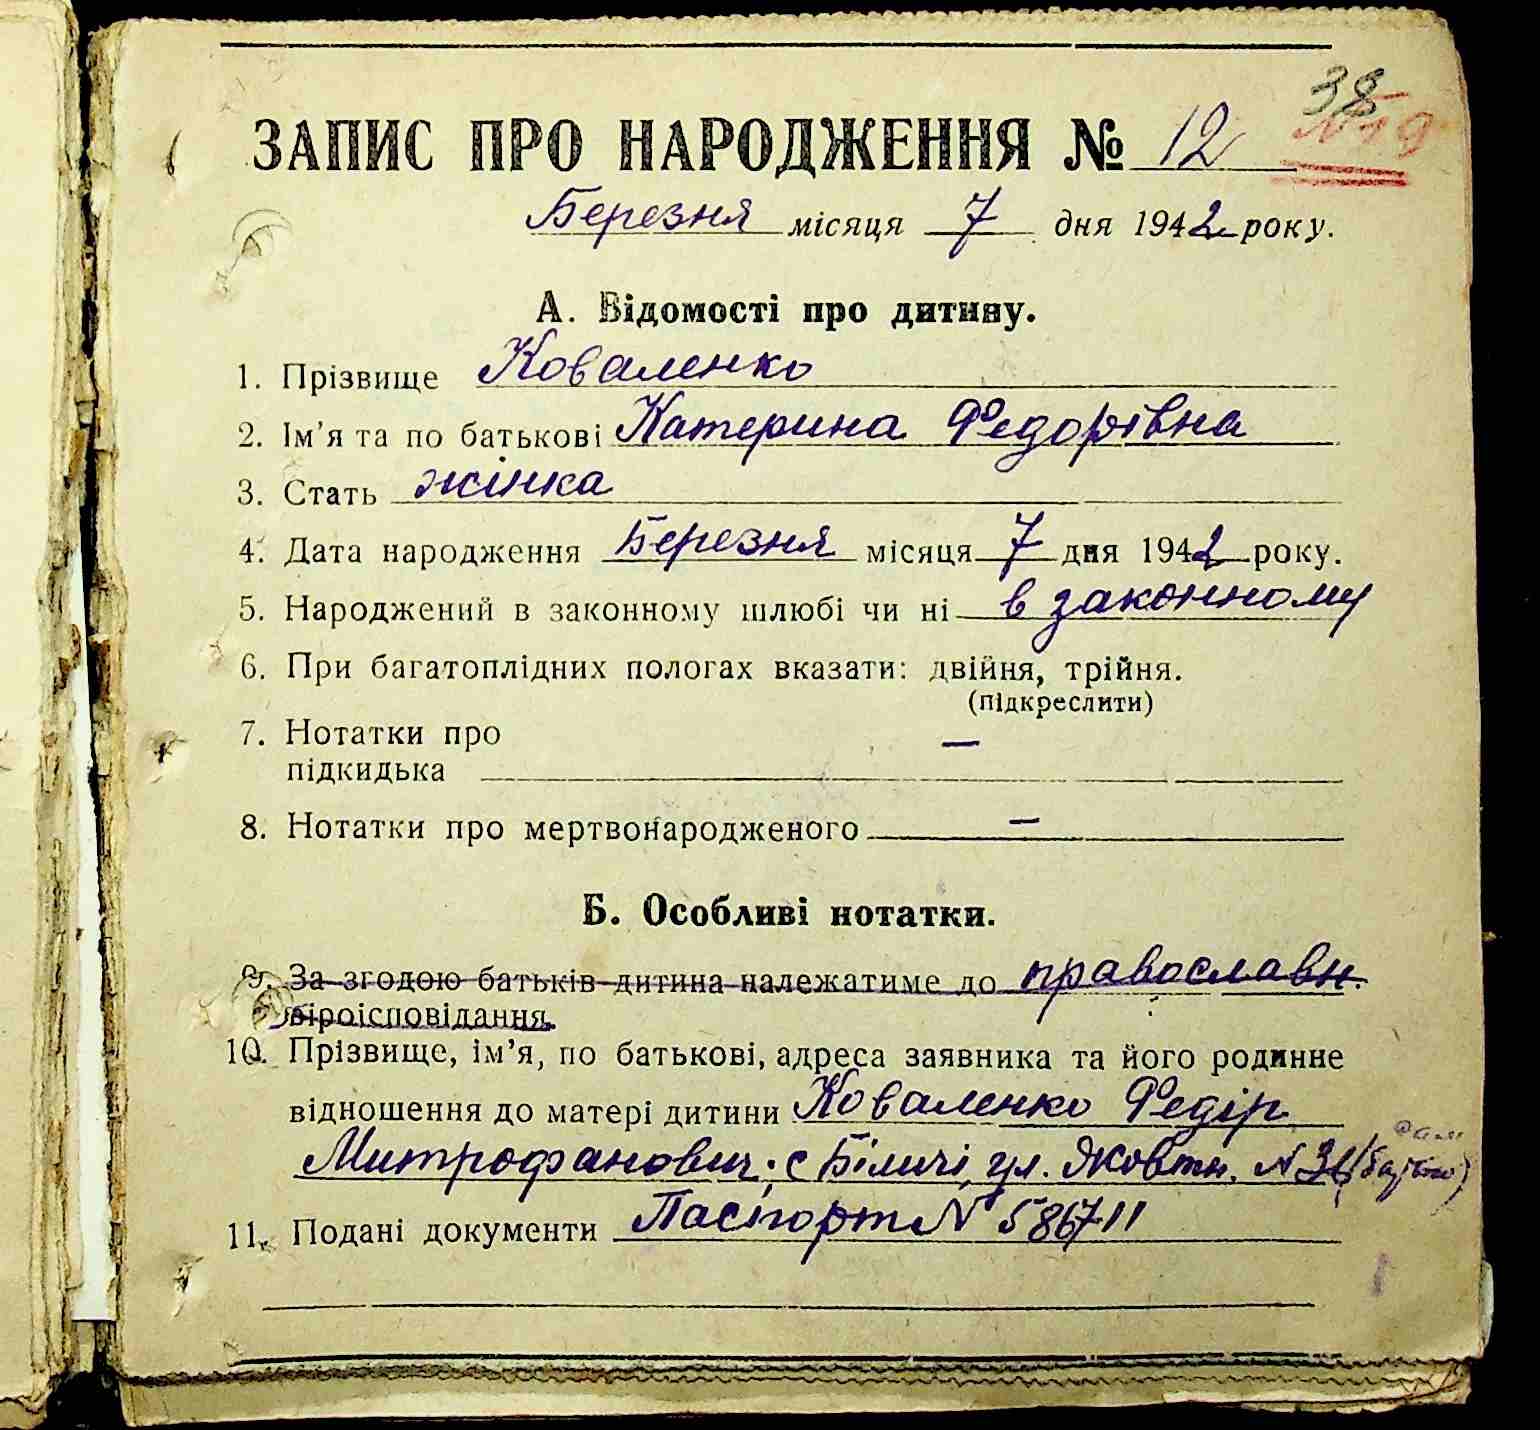 38
№ 19
ЗАПИС ПРО НАРОДЖЕННЯ № 12
Березня місяця 7 дня 1942 року.
А. Відомості про дитину.
1. Прізвище Коваленко
2. Ім'я та по батькові Катерина Федорівна
3. Стать жінка
4. Дата народження Березня місяця 7 дня 1942 року.
5. Народжений в законному шлюбі чи ні в законному
6. При багатоплідних пологах вказати: двійня, трійня.
(підкреслити)
7. Нотатки про
підкидька —
8. Нотатки про мертвонародженого —
Б. Особливі нотатки.
9. За згодою батьків дитина належатиме до православн.
віроісповідання.
10. Прізвище, ім'я, по батькові, адреса заявника та його родинне
відношення до матері дитини Коваленко Федір
Митрофанович, с Біличі, ул. Жовтн. N
11. Подані документи Паспорт N 586711